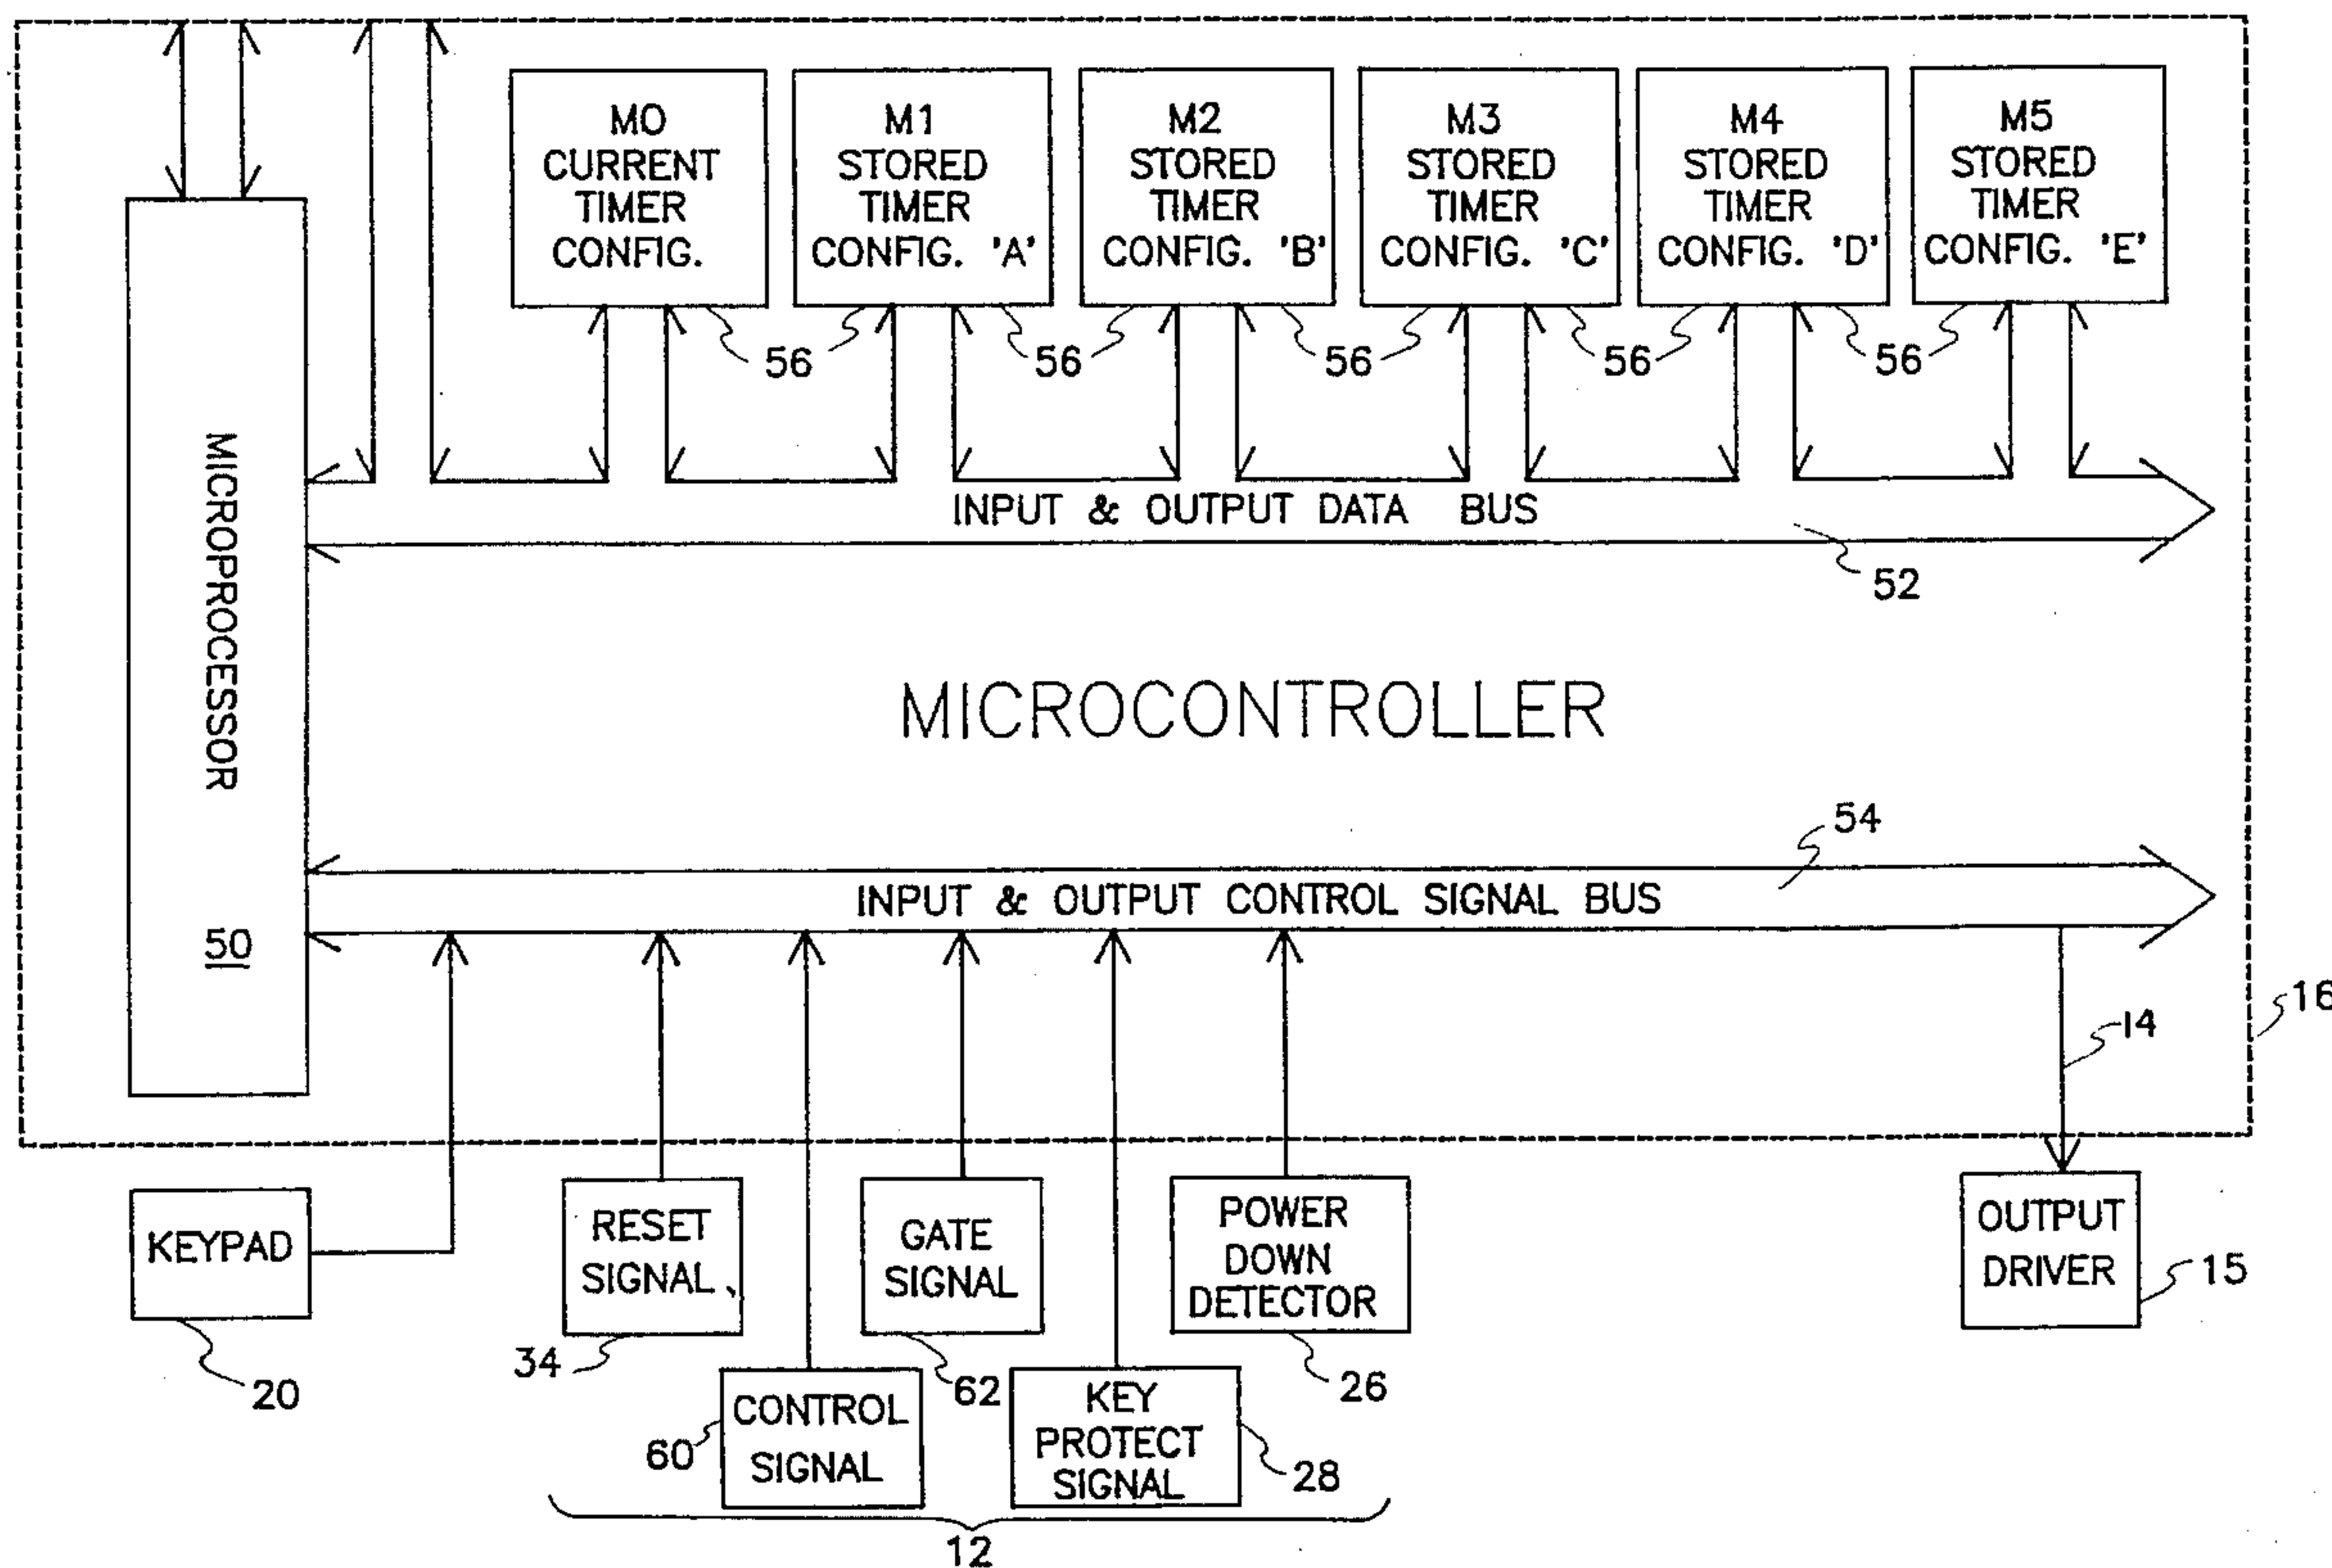 M0
CURRENT
TIMER
CONFIG.
M1
STORED
TIMER
CONFIG. 'A'
M2
STORED
TIMER
CONFIG. 'B'
M3
STORED
TIMER
CONFIG. 'C'
M4
STORED
TIMER
CONFIG. 'D'
M5
STORED
TIMER
CONFIG. 'E'
56
56
56
56
56
MICROPROCESSOR
50
INPUT & OUTPUT DATA BUS
52
MICROCONTROLLER
54
INPUT & OUTPUT CONTROL SIGNAL BUS
16
14
KEYPAD
20
RESET
SIGNAL
34
GATE
SIGNAL
62
POWER
DOWN
DETECTOR
26
OUTPUT
DRIVER
15
60
CONTROL
SIGNAL
KEY
PROTECT
SIGNAL
28
12